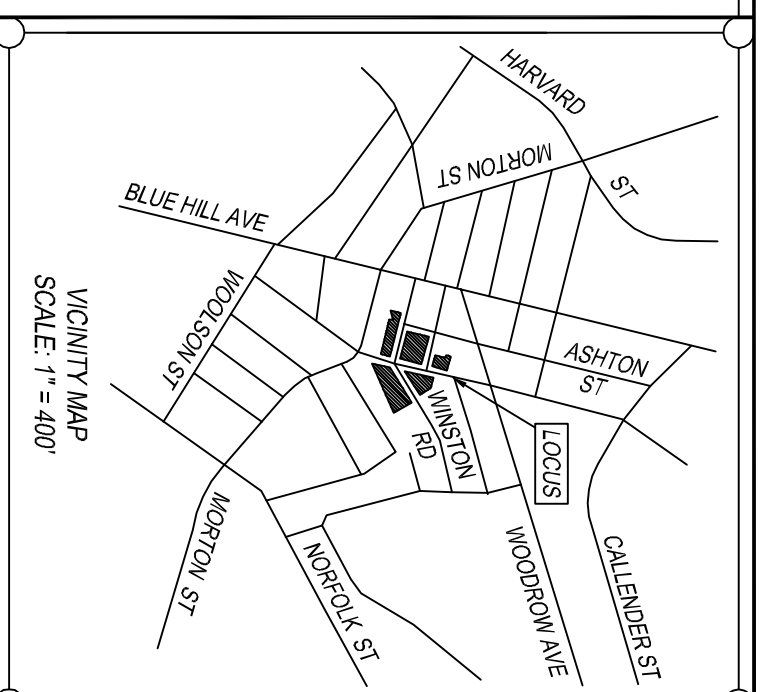 HARVARD
ST
MORTON ST
BLUE HILL AVE
WOOLSON ST
ASHTON
ST
WINSTON
RD
LOCUS
VICINITY MAP
SCALE: 1" = 400'
MORTON ST
NORFOLK ST
WOODROW AVE
CALLENDER ST